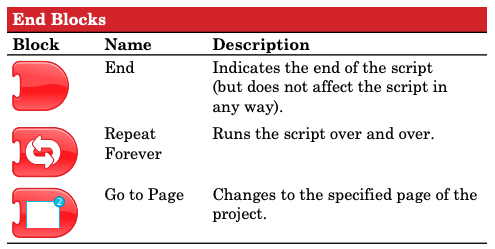 End Blocks
Block Name Description
End Indicates the end of the script
(but does not affect the script in
any way).
Repeat Runs the script over and over.
Forever
2
Go to Page Changes to the specified page of the
project.